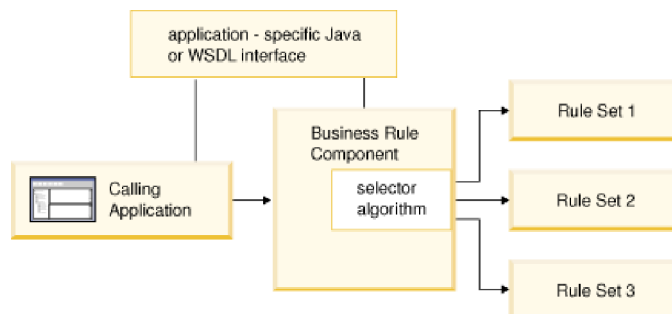 application - specific Java
or WSDL interface
Business Rule
Component
selector
algorithm
Calling
Application
Rule Set 1
Rule Set 2
Rule Set 3